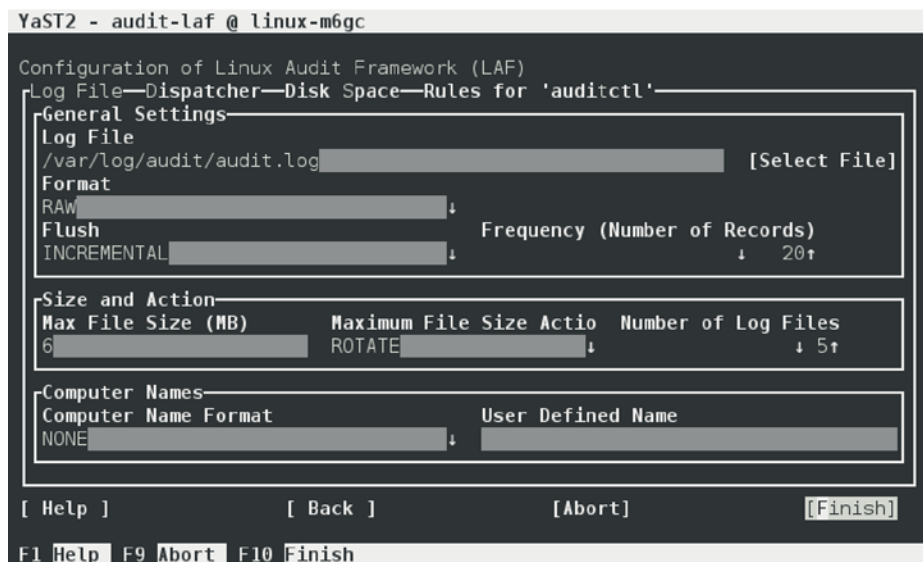 YaST2 - audit-laf @ linux-m6gc
Configuration of Linux Audit Framework (LAF)
Log File—Dispatcher—Disk Space—Rules for 'auditctl'
General Settings
Log File
/var/log/audit/audit.log [Select File]
Format
RAW↓
Flush Frequency (Number of Records)
INCREMENTAL↓ ↓ 20↑
Size and Action
Max File Size (MB) Maximum File Size Actio Number of Log Files
6 ROTATE↓ ↓ 5↑
Computer Names
Computer Name Format User Defined Name
NONE↓
[ Help ] [ Back ] [Abort] [Finish]
F1 Help F9 Abort F10 Finish